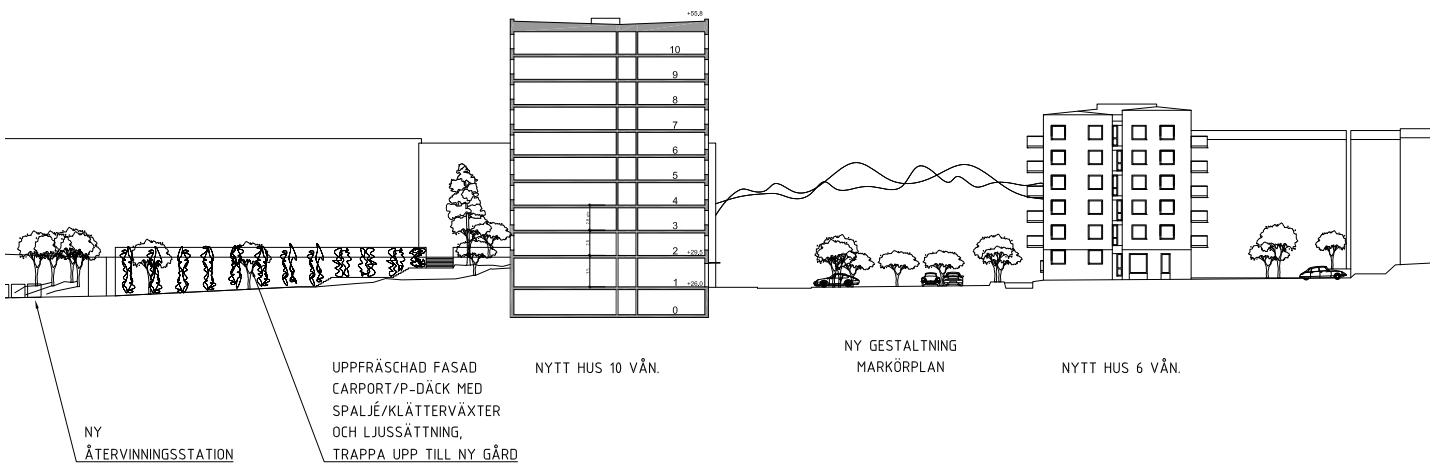 +55,8
10
9
8
7
6
5
4
3
2 +29,5
1 +26,0
0
NY
ÅTERVINNINGSSTATION
UPPFRÄSCHAD FASAD
CARPORT/P-DÄCK MED
SPALJÉ/KLÄTTERVÄXTER
OCH LJUSSÄTTNING,
TRAPPA UPP TILL NY GÅRD
NYTT HUS 10 VÅN.
NY GESTALTNING
MARKÖRPLAN
NYTT HUS 6 VÅN.